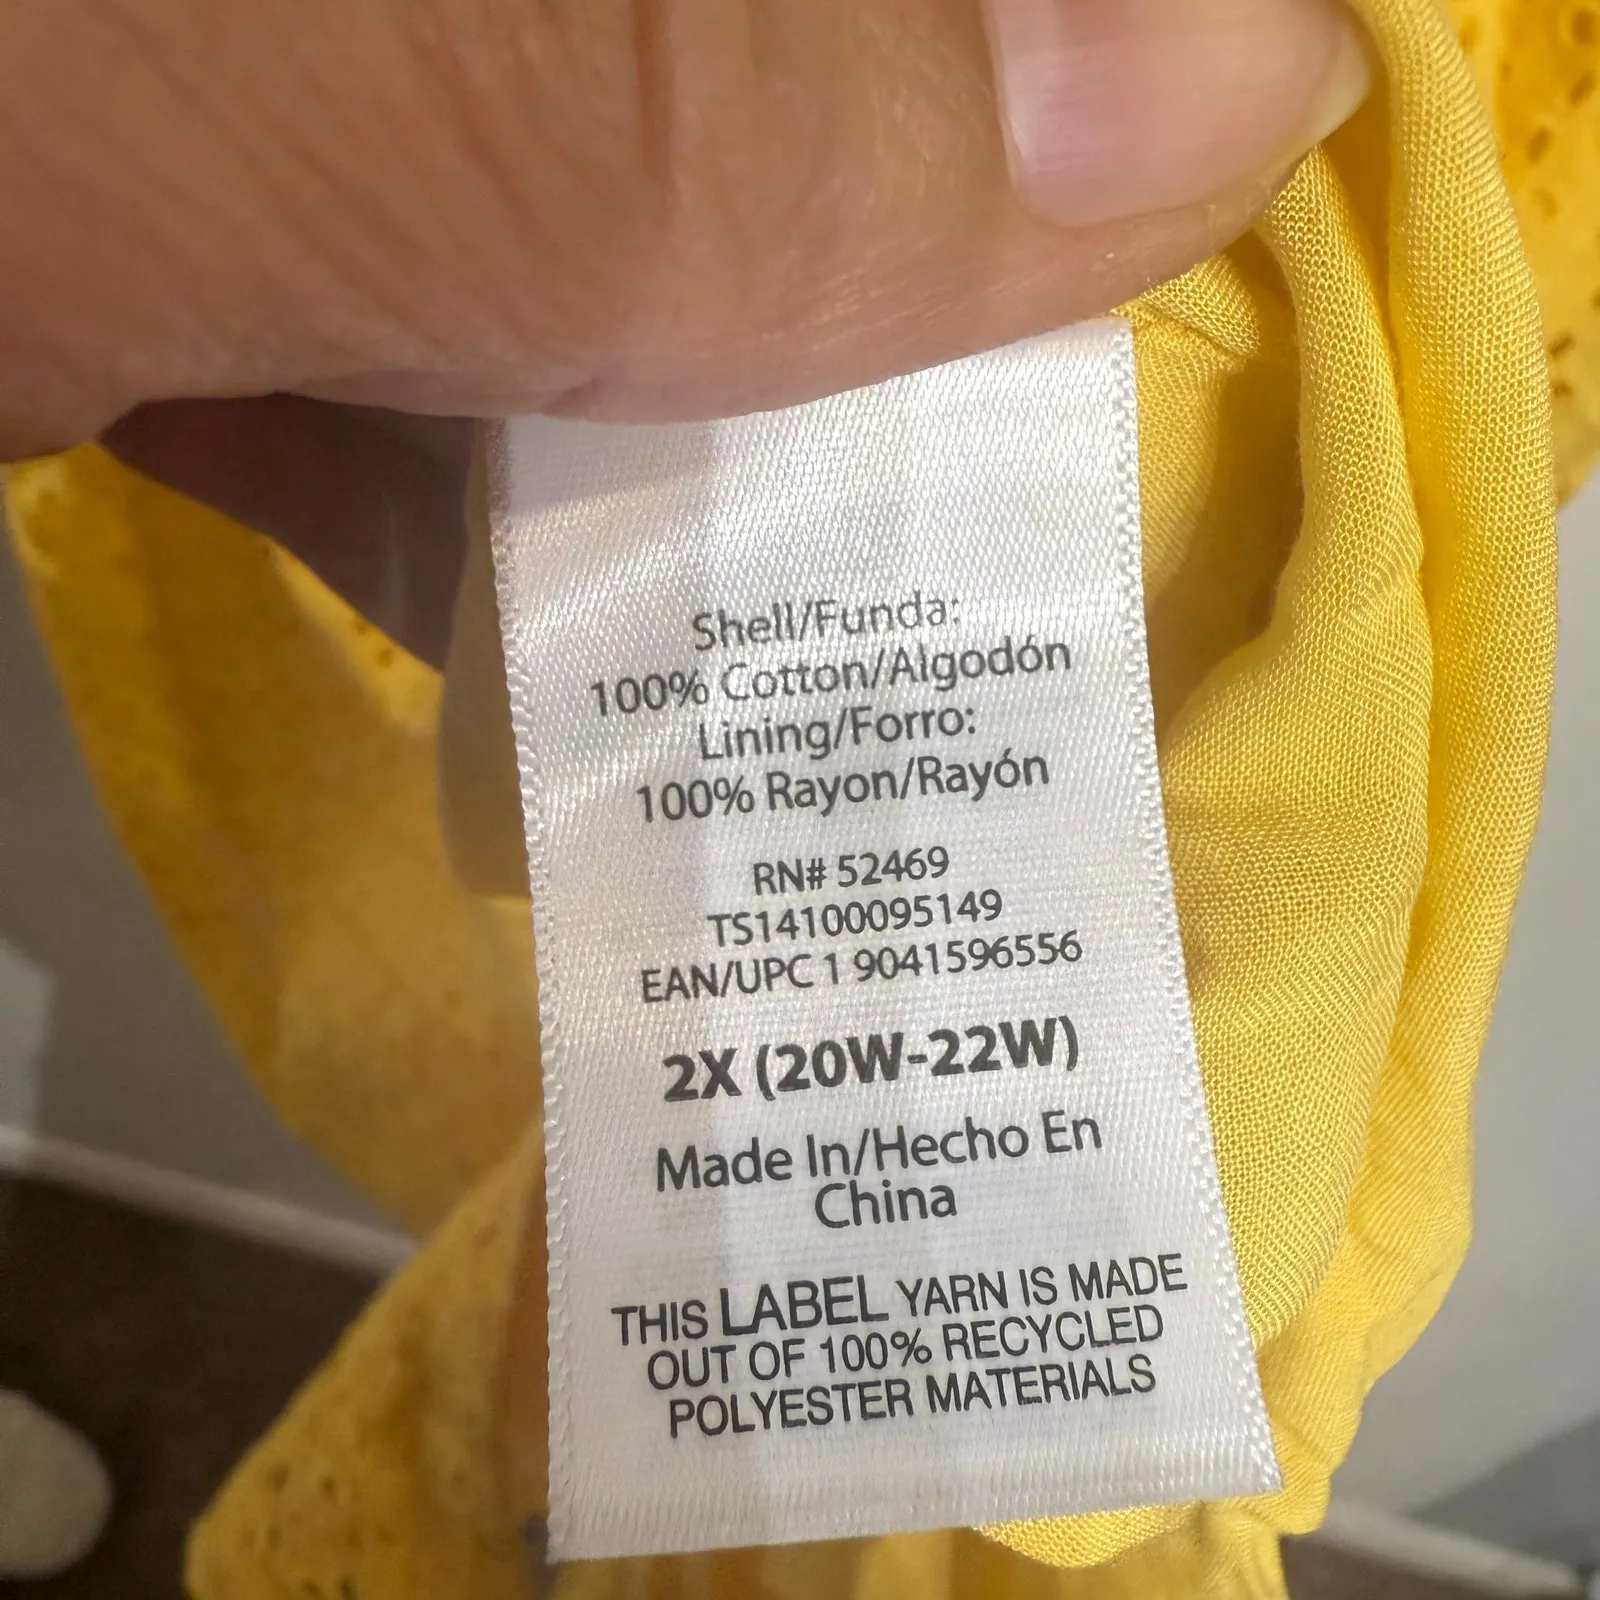 Shell/Funda:
100% Cotton/Algodón
Lining/Forro:
100% Rayon/Rayón
RN# 52469
TS14100095149
EAN/UPC 1 9041596556
2X (20W-22W)
Made In/Hecho En
China
THIS LABEL YARN IS MADE
OUT OF 100% RECYCLED
POLYESTER MATERIALS